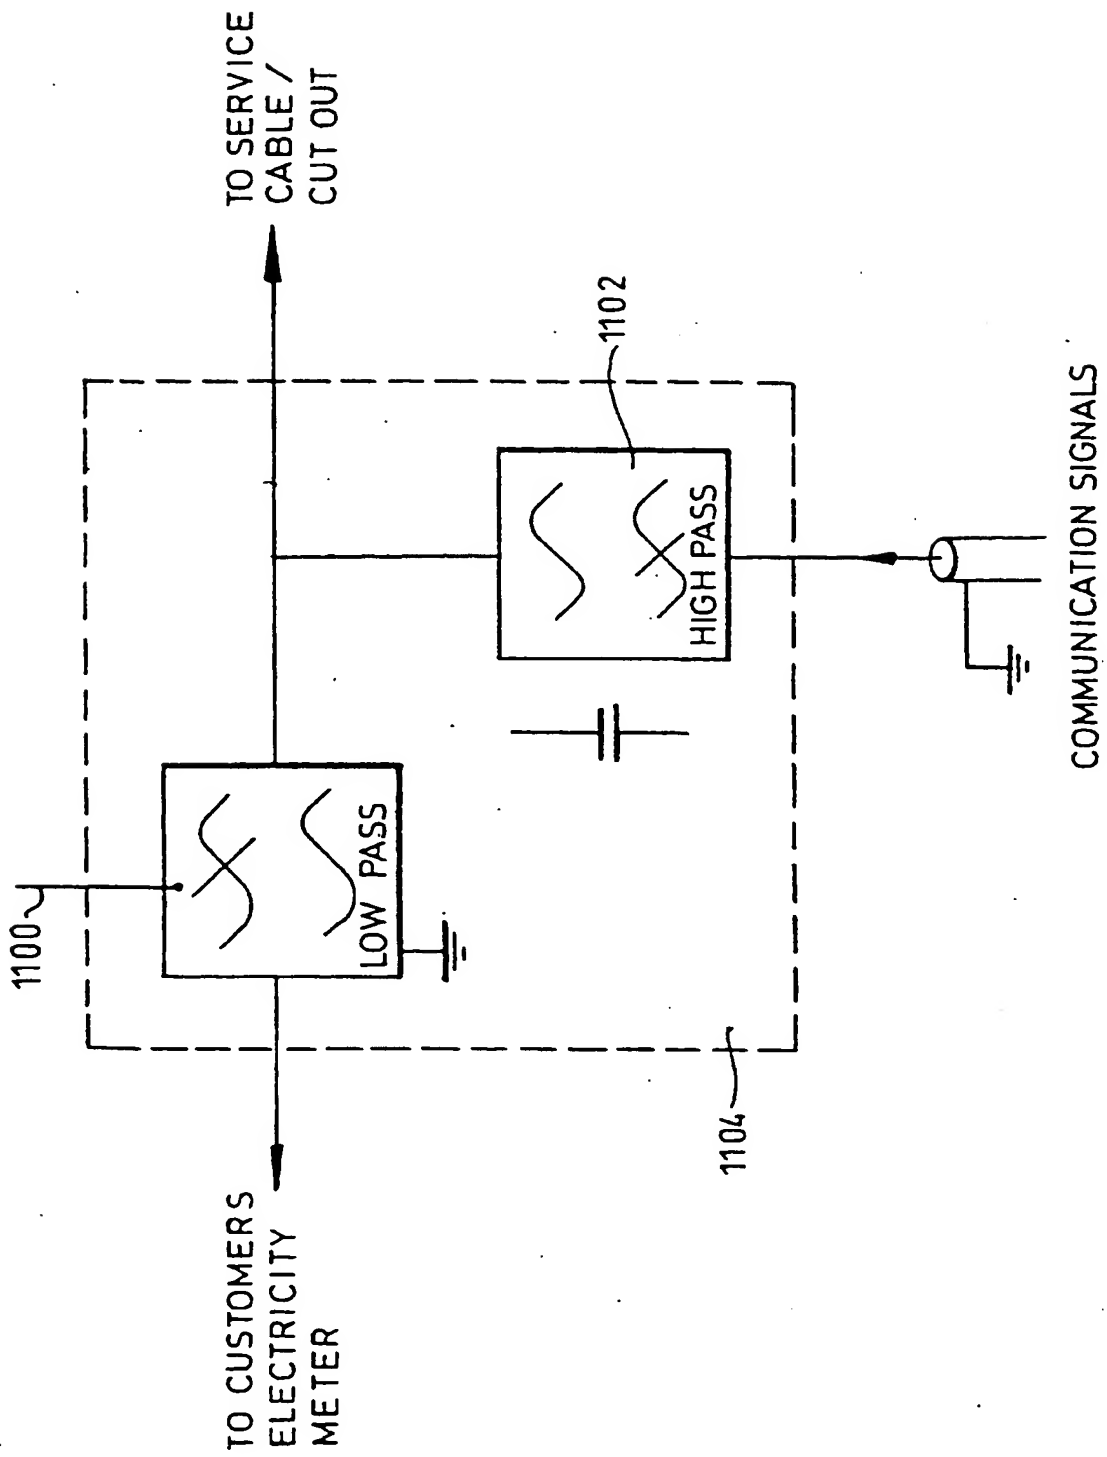 TO SERVICE
CABLE /
CUT OUT
1102
HIGH PASS
COMMUNICATION SIGNALS
1100
LOW PASS
1104
TO CUSTOMERS
ELECTRICITY
METER